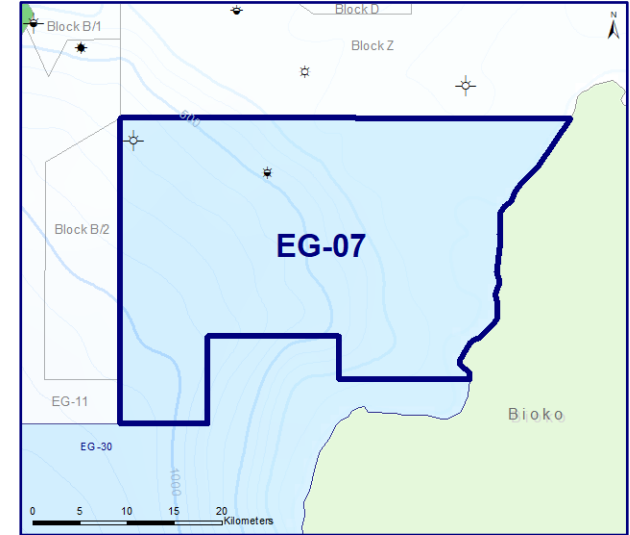 Block D
N
Block B/1
Block Z
600
Block B/2
EG-07
EG-11
Bioko
EG-30
1000
0 5 10 15 20
Kilometers